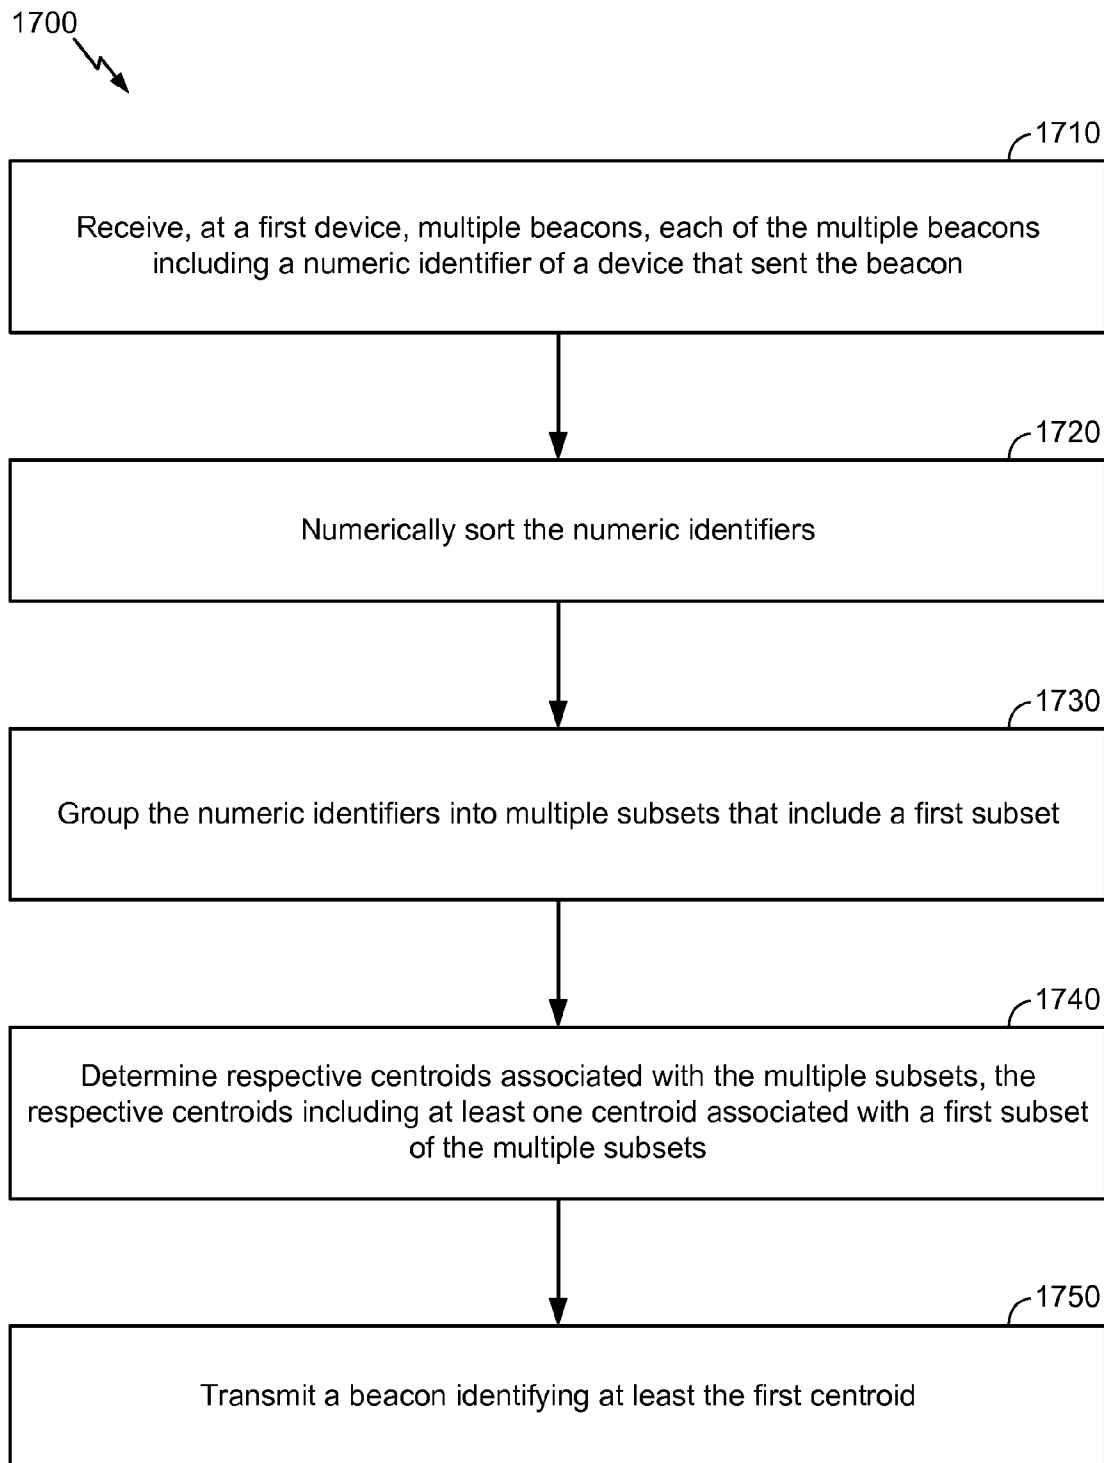 1700
1710
Receive, at a first device, multiple beacons, each of the multiple beacons
including a numeric identifier of a device that sent the beacon
1720
Numerically sort the numeric identifiers
1730
Group the numeric identifiers into multiple subsets that include a first subset
1740
Determine respective centroids associated with the multiple subsets, the
respective centroids including at least one centroid associated with a first subset
of the multiple subsets
1750
Transmit a beacon identifying at least the first centroid